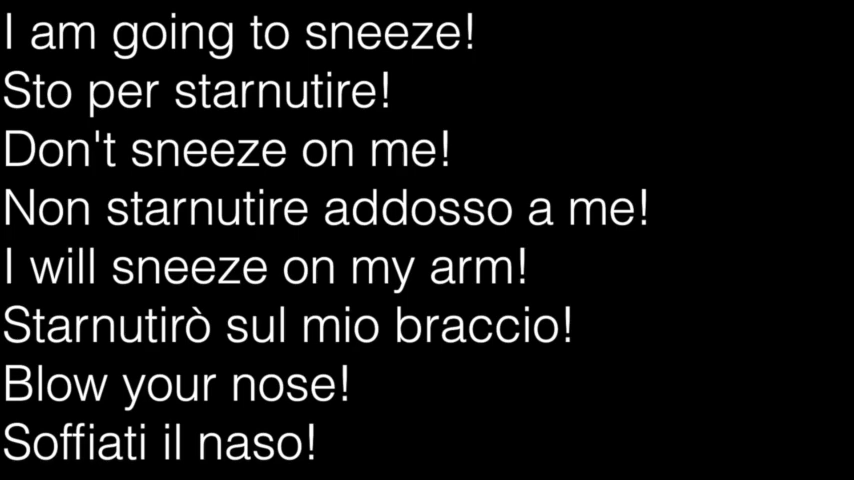 I am going to sneeze!
Sto per starnutire!
Don't sneeze on me!
Non starnutire addosso a me!
I will sneeze on my arm!
Starnutirò sul mio braccio!
Blow your nose!
Soffiati il naso!